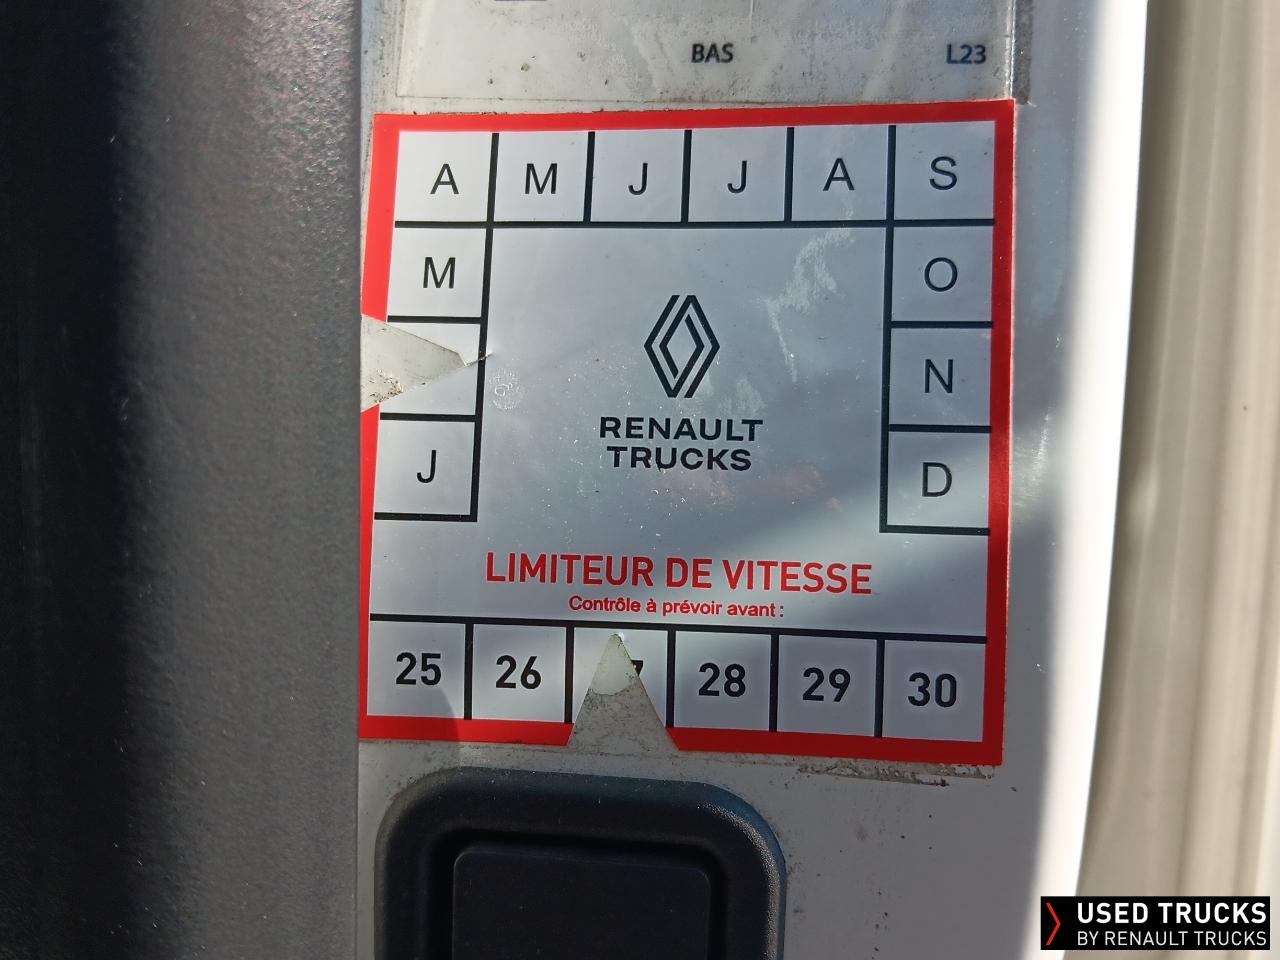 BAS L23
A M J J A S
M O
N
J D
RENAULT
TRUCKS
LIMITEUR DE VITESSE
Contrôle à prévoir avant :
25 26 28 29 30
USED TRUCKS
BY RENAULT TRUCKS